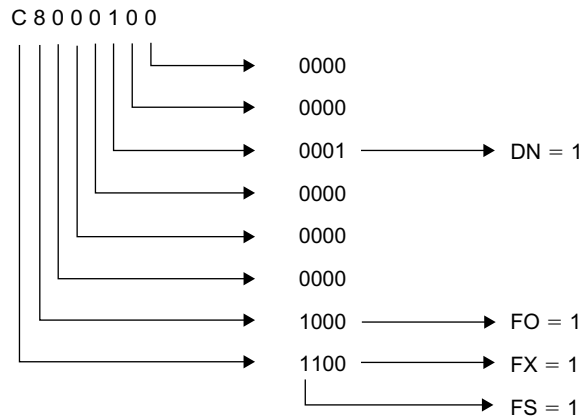 C 8 0 0 0 1 0 0
0000
0000
0001 DN = 1
0000
0000
0000
1000 FO = 1
1100 FX = 1
FS = 1